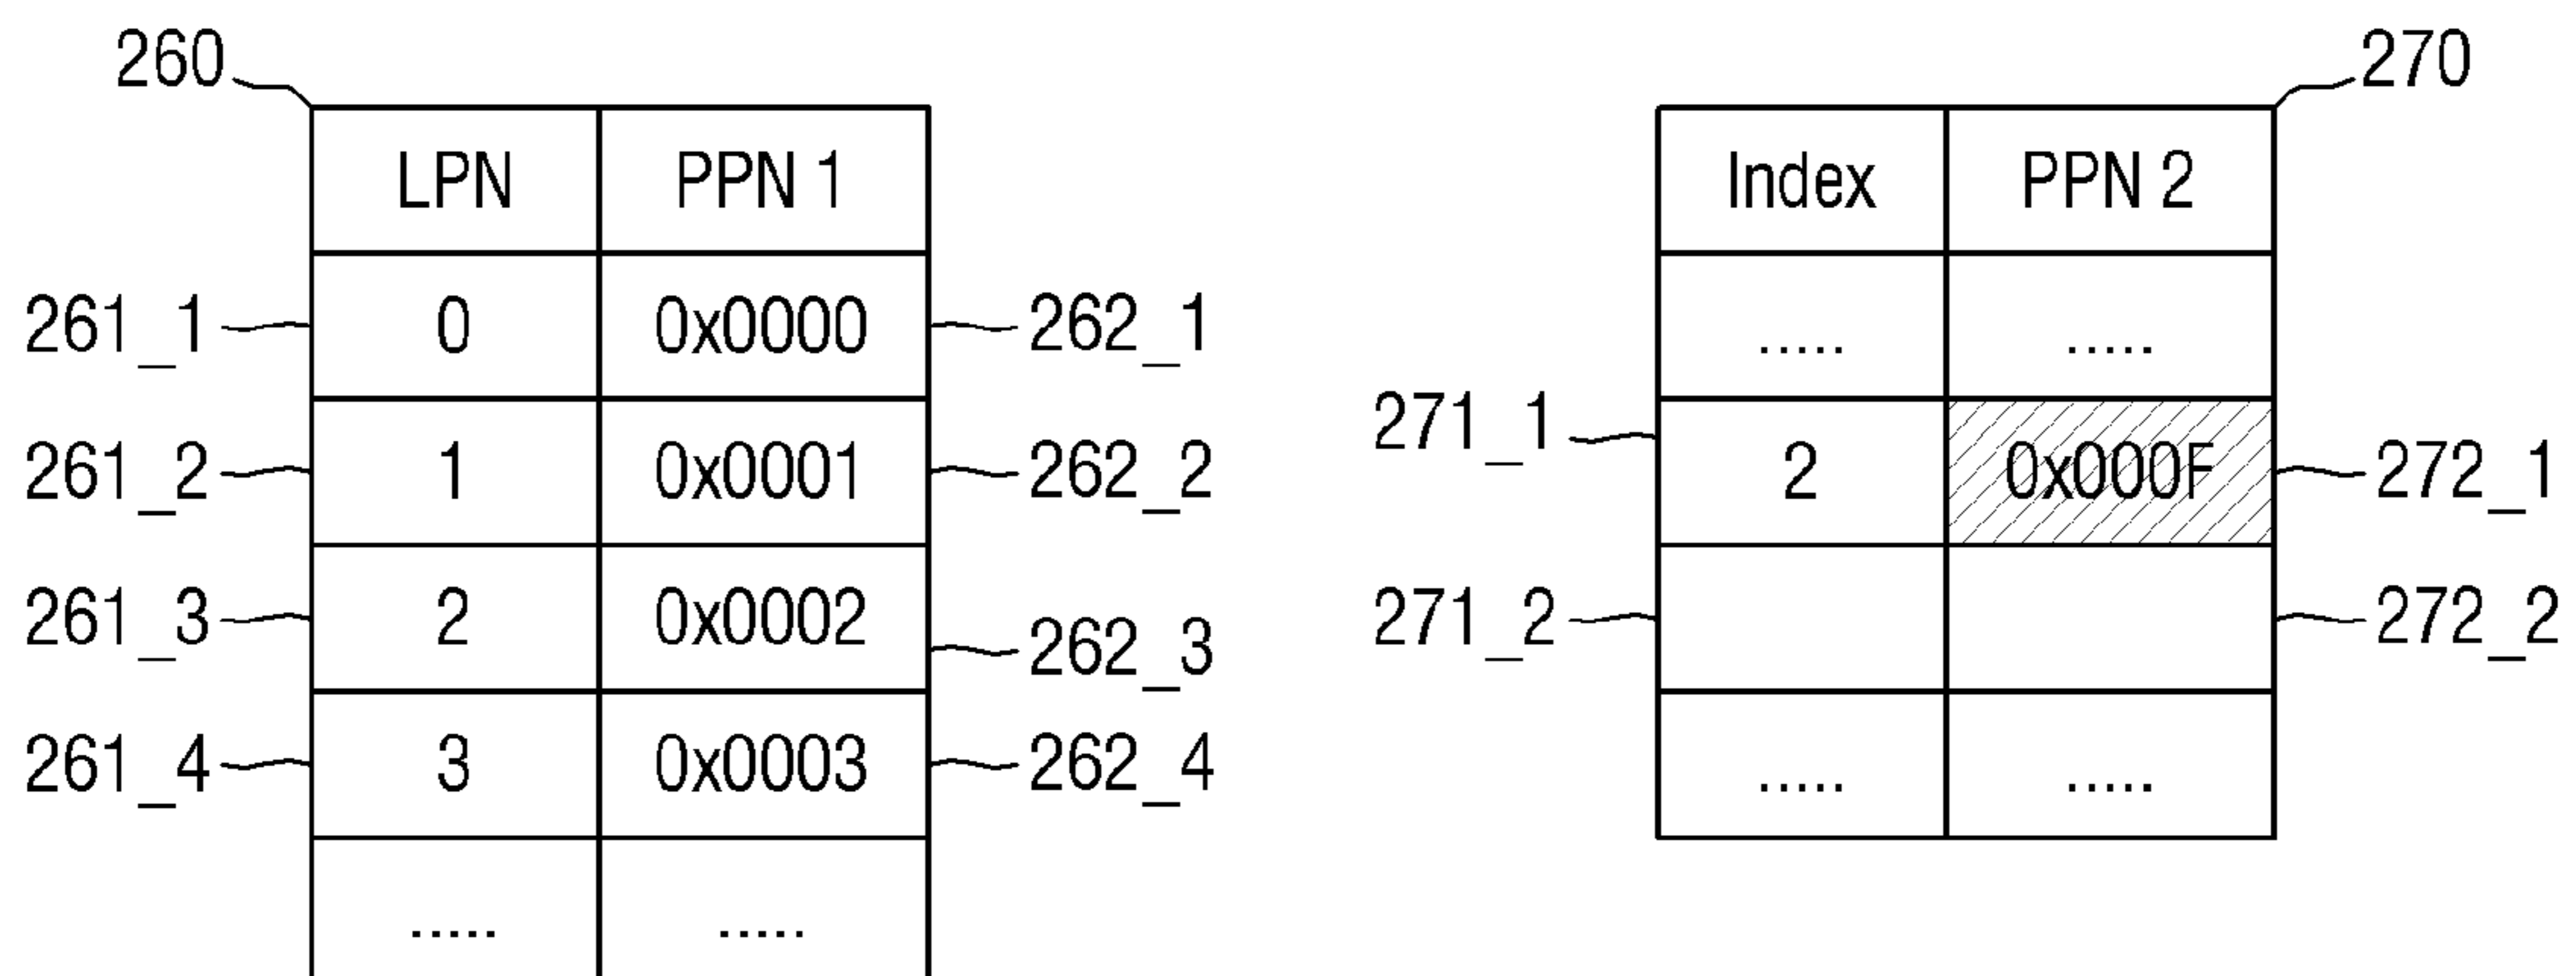 260
270
LPN PPN 1
Index PPN 2
261_1 0 0x0000 262_1
..... .....
261_2 1 0x0001 262_2
271_1 2 0x000F 272_1
261_3 2 0x0002 262_3
271_2 272_2
261_4 3 0x0003 262_4
..... .....
..... .....